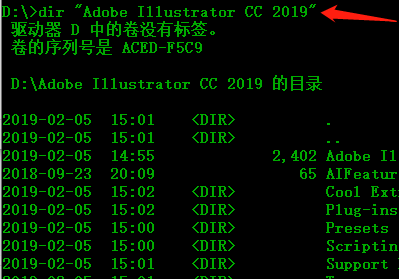 D:\>dir "Adobe Illustrator CC 2019"
驱动器 D 中的卷没有标签。
卷的序列号是 ACED-F5C9
D:\Adobe Illustrator CC 2019 的目录
2019-02-05 15:01 <DIR> .
2019-02-05 15:01 <DIR> ..
2019-02-05 14:55 2,402 Adobe Il
2018-09-23 20:09 65 AIFeatur
2019-02-05 15:02 <DIR> Cool Ext
2019-02-05 15:02 <DIR> Plug-ins
2019-02-05 15:00 <DIR> Presets
2019-02-05 15:00 <DIR> Scriptin
2019-02-05 15:01 <DIR> Support